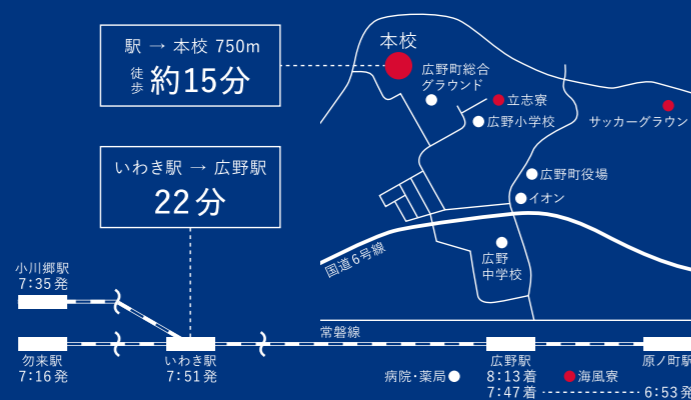 駅 → 本校 750m
徒歩 約15分
いわき駅 → 広野駅
22分
本校
広野町総合
グラウンド
立志寮
広野小学校
サッカーグラウン
広野町役場
イオン
国道6号線
広野
中学校
小川郷駅
7:35発
常磐線
勿来駅
7:16発
いわき駅
7:51発
病院・薬局
広野駅
8:13着
7:47着
海風寮
原ノ町駅
6:53発